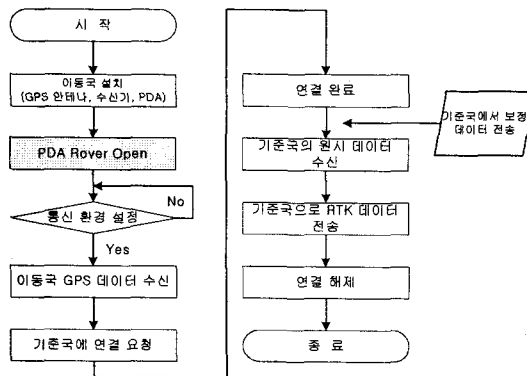 시 작
이동국 설치
(GPS 안테나, 수신기, PDA)
PDA Rover Open
No
통신 환경 설정
Yes
이동국 GPS 데이터 수신
기준국에 연결 요청
연결 완료
기준국에서 보정
데이터 전송
기준국의 원시 데이터
수신
기준국으로 RTK 데이터
전송
연결 해제
종 료